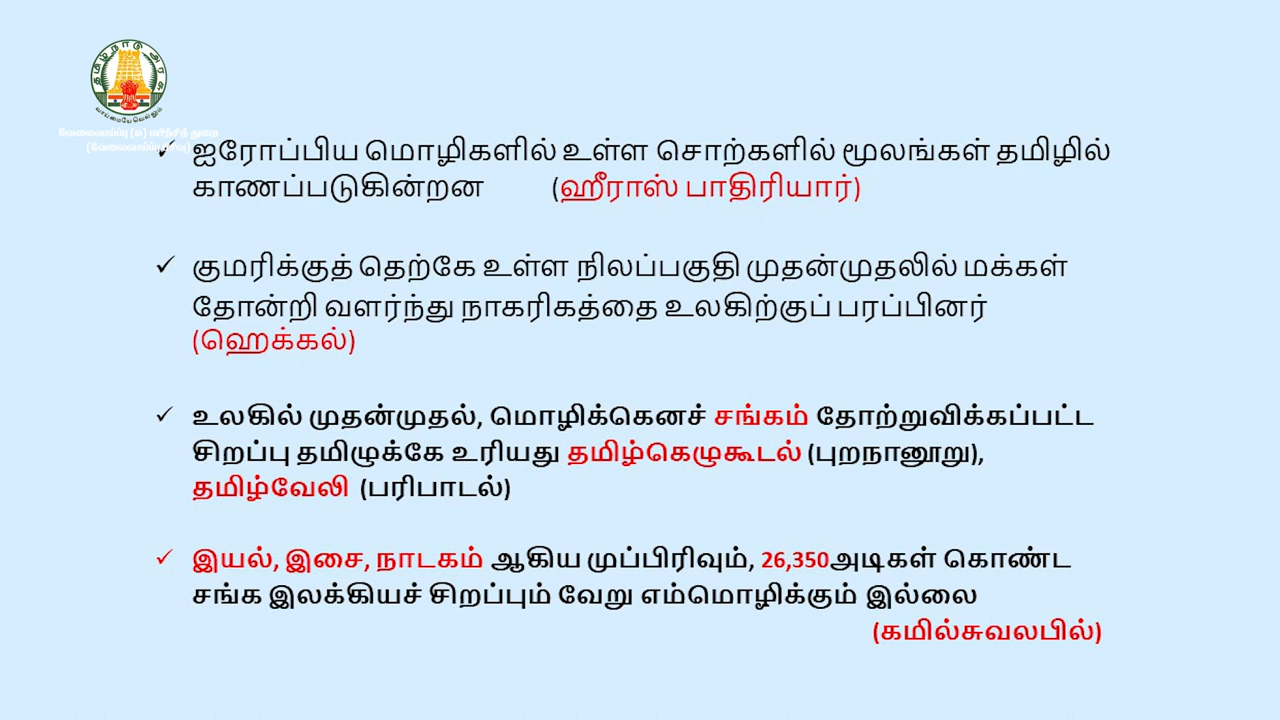 தமிழ்நாடு அரசு
வாய்மையே வெல்லும்
வேலைவாய்ப்பு (ம) பயிற்சித் துறை
(வேலைவாய்ப்பு பிரிவு)
✓ ஐரோப்பிய மொழிகளில் உள்ள சொற்களில் மூலங்கள் தமிழில்
காணப்படுகின்றன (ஹீராஸ் பாதிரியார்)
✓ குமரிக்குத் தெற்கே உள்ள நிலப்பகுதி முதன்முதலில் மக்கள்
தோன்றி வளர்ந்து நாகரிகத்தை உலகிற்குப் பரப்பினர்
(ஹெக்கல்)
✓ உலகில் முதன்முதல், மொழிக்கெனச் சங்கம் தோற்றுவிக்கப்பட்ட
சிறப்பு தமிழுக்கே உரியது தமிழ்கெழுகூடல் (புறநானூறு),
தமிழ்வேலி (பரிபாடல்)
✓ இயல், இசை, நாடகம் ஆகிய முப்பிரிவும், 26,350அடிகள் கொண்ட
சங்க இலக்கியச் சிறப்பும் வேறு எம்மொழிக்கும் இல்லை
(கமில்சுவலபில்)